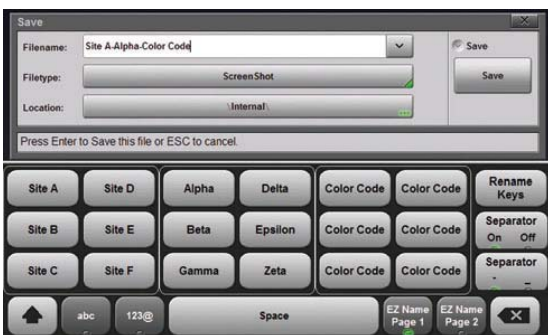 Save
Filename: Site A-Alpha-Color Code Save
Filetype: ScreenShot Save
Location: \Internal\
Press Enter to Save this file or ESC to cancel.
Site A Site D Alpha Delta Color Code Color Code Rename Keys
Site B Site E Beta Epsilon Color Code Color Code Separator On Off
Site C Site F Gamma Zeta Color Code Color Code Separator - _
abc 123@ Space EZ Name Page 1 EZ Name Page 2